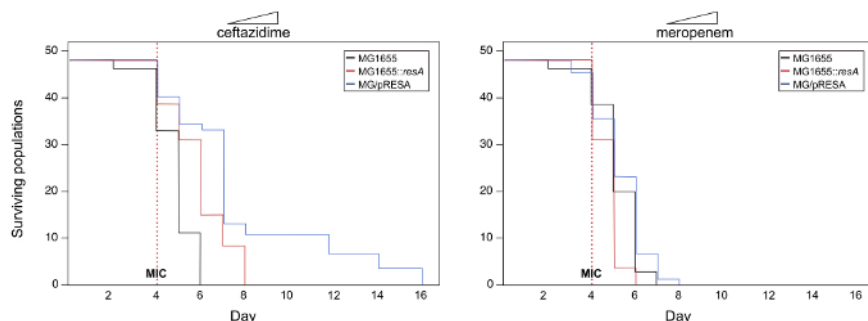 ceftazidime
50
40
30
20
10
0
Surviving populations
MG1655
MG1655::resA
MG/pRESA
MIC
2 4 6 8 10 12 14 16
Day
meropenem
50
40
30
20
10
0
MG1655
MG1655::resA
MG/pRESA
MIC
2 4 6 8 10 12 14 16
Day